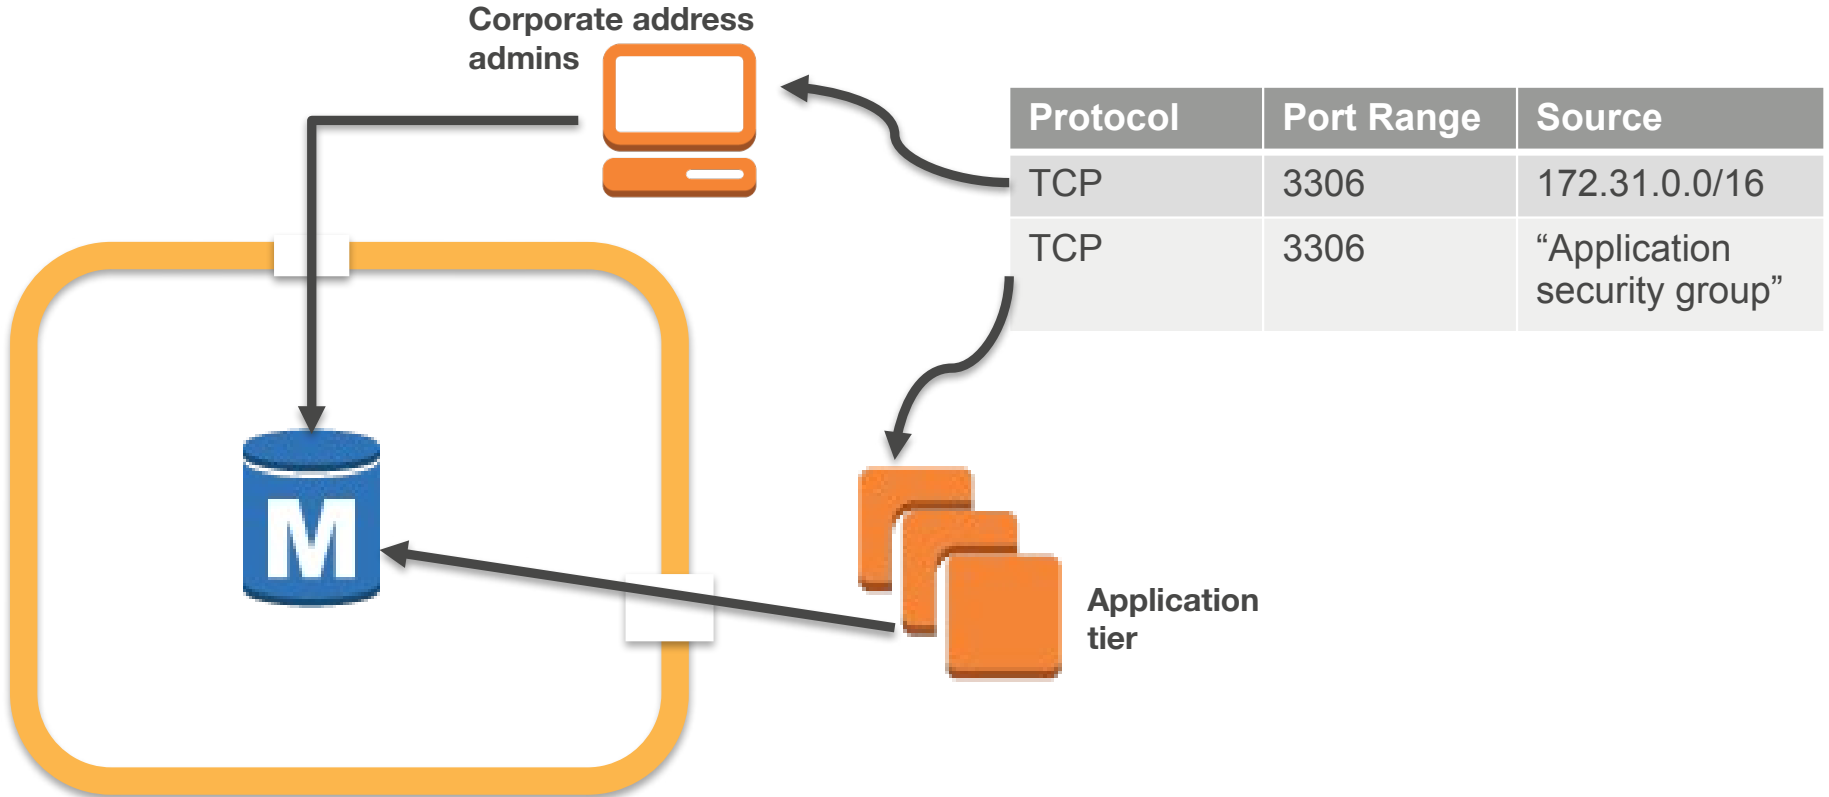 Corporate address
admins
Protocol Port Range Source
TCP 3306 172.31.0.0/16
TCP 3306 “Application
security group”
M
Application
tier